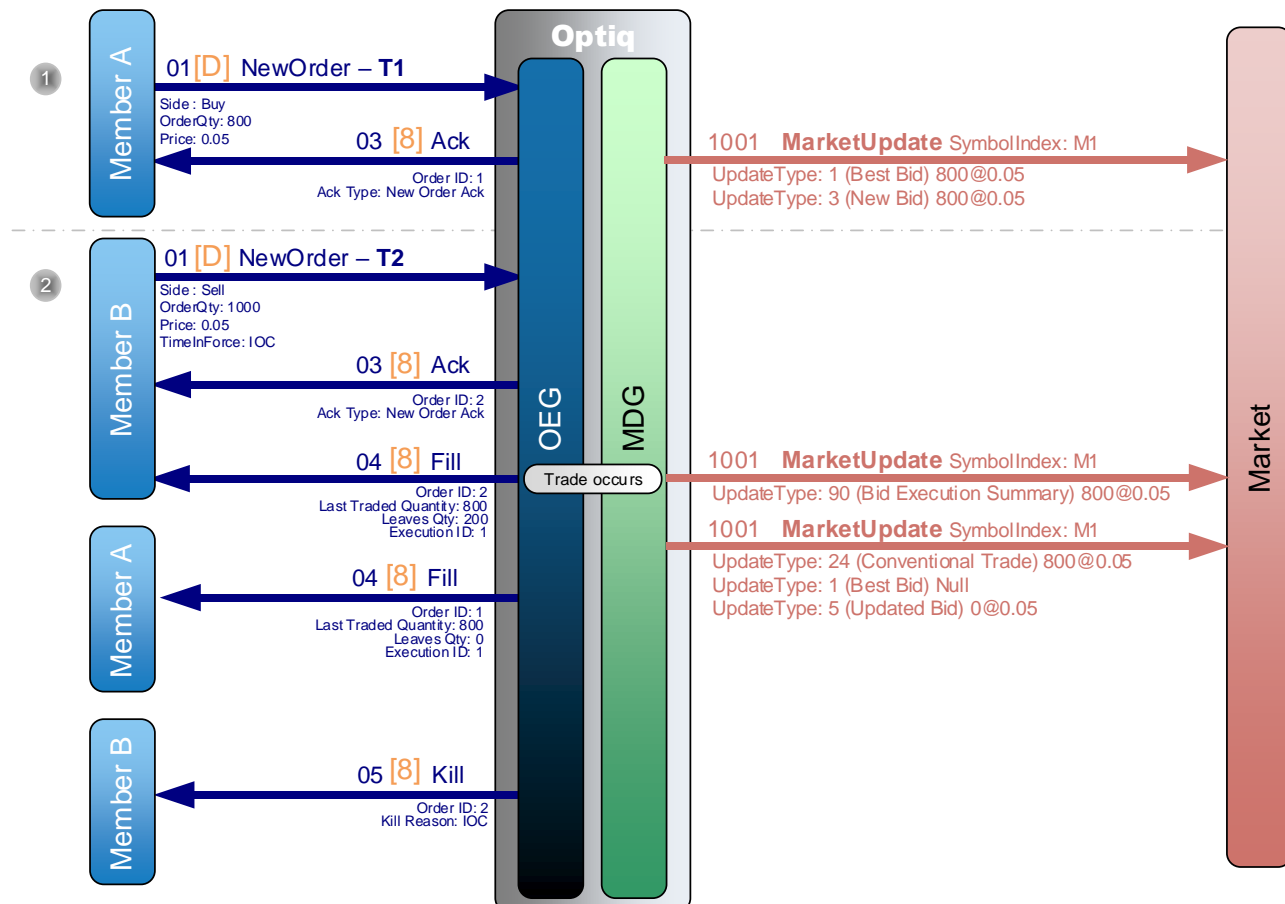 Optiq
1
Member A
01 [D] NewOrder – T1
Side : Buy
OrderQty: 800
Price: 0.05
03 [8] Ack
Order ID: 1
Ack Type: New Order Ack
1001 MarketUpdate SymbolIndex: M1
UpdateType: 1 (Best Bid) 800@0.05
UpdateType: 3 (New Bid) 800@0.05
2
Member B
01 [D] NewOrder – T2
Side : Sell
OrderQty: 1000
Price: 0.05
TimeInForce: IOC
03 [8] Ack
Order ID: 2
Ack Type: New Order Ack
OEG
MDG
Market
04 [8] Fill
Order ID: 2
Last Traded Quantity: 800
Leaves Qty: 200
Execution ID: 1
Trade occurs
1001 MarketUpdate SymbolIndex: M1
UpdateType: 90 (Bid Execution Summary) 800@0.05
1001 MarketUpdate SymbolIndex: M1
UpdateType: 24 (Conventional Trade) 800@0.05
UpdateType: 1 (Best Bid) Null
UpdateType: 5 (Updated Bid) 0@0.05
Member A
04 [8] Fill
Order ID: 1
Last Traded Quantity: 800
Leaves Qty: 0
Execution ID: 1
Member B
05 [8] Kill
Order ID: 2
Kill Reason: IOC